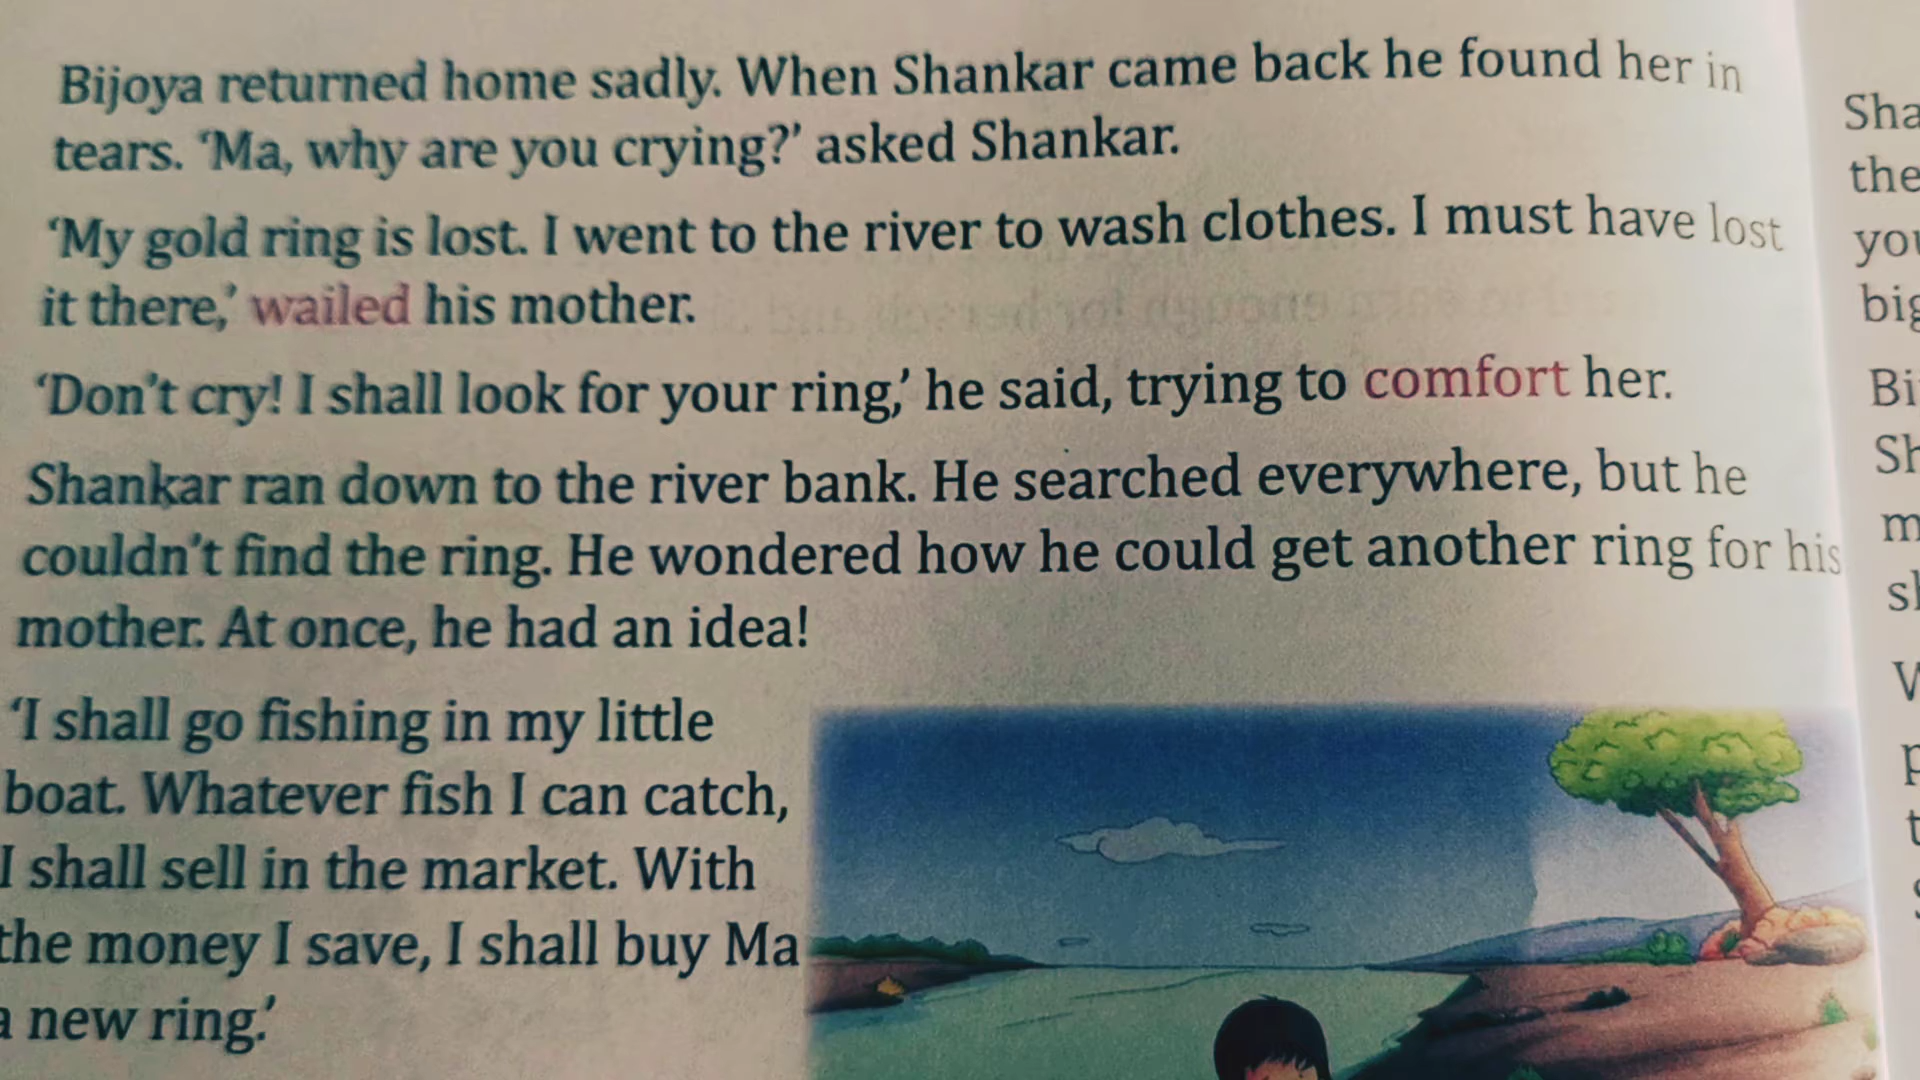 Bijoya returned home sadly. When Shankar came back he found her in
tears. ‘Ma, why are you crying?’ asked Shankar.
‘My gold ring is lost. I went to the river to wash clothes. I must have lost
it there,’ wailed his mother.
‘Don’t cry! I shall look for your ring,’ he said, trying to comfort her.
Shankar ran down to the river bank. He searched everywhere, but he
couldn’t find the ring. He wondered how he could get another ring for his
mother. At once, he had an idea!
‘I shall go fishing in my little
boat. Whatever fish I can catch,
I shall sell in the market. With
the money I save, I shall buy Ma
a new ring.’